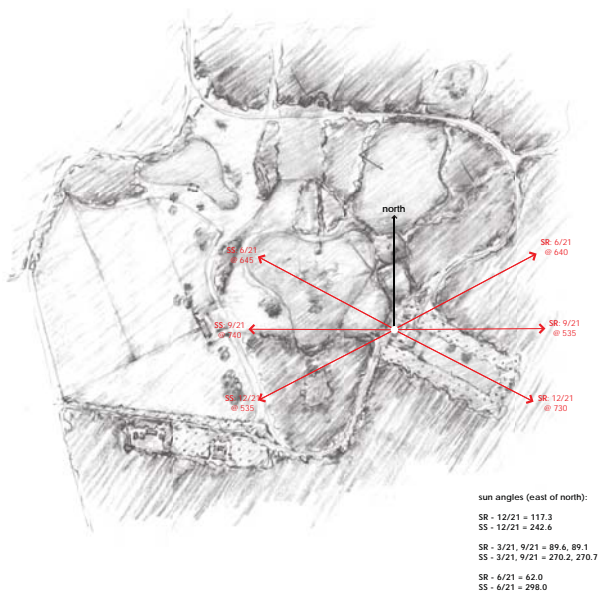 north
SS: 6/21
@ 645
SR: 6/21
@ 640
SS: 9/21
@ 740
SR: 9/21
@ 535
SS: 12/21
@ 535
SR: 12/21
@ 730
sun angles (east of north):
SR - 12/21 = 117.3
SS - 12/21 = 242.6
SR - 3/21, 9/21 = 89.6, 89.1
SS - 3/21, 9/21 = 270.2, 270.7
SR - 6/21 = 62.0
SS - 6/21 = 298.0